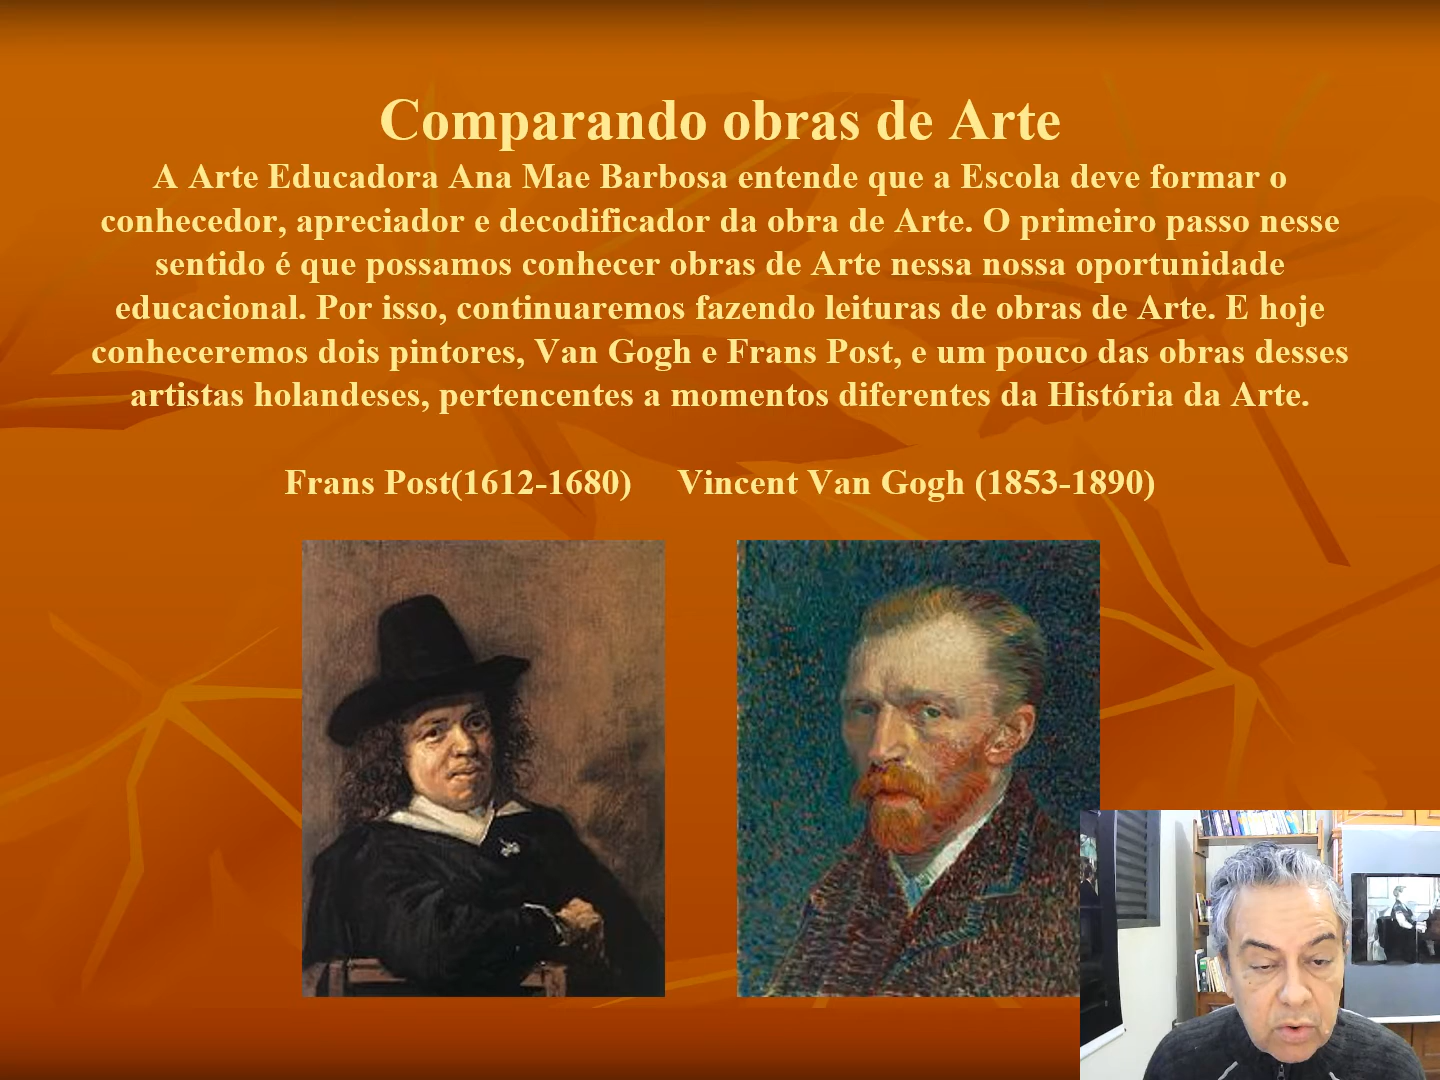 Comparando obras de Arte
A Arte Educadora Ana Mae Barbosa entende que a Escola deve formar o
conhecedor, apreciador e decodificador da obra de Arte. O primeiro passo nesse
sentido é que possamos conhecer obras de Arte nessa nossa oportunidade
educacional. Por isso, continuaremos fazendo leituras de obras de Arte. E hoje
conheceremos dois pintores, Van Gogh e Frans Post, e um pouco das obras desses
artistas holandeses, pertencentes a momentos diferentes da História da Arte.
Frans Post(1612-1680) Vincent Van Gogh (1853-1890)